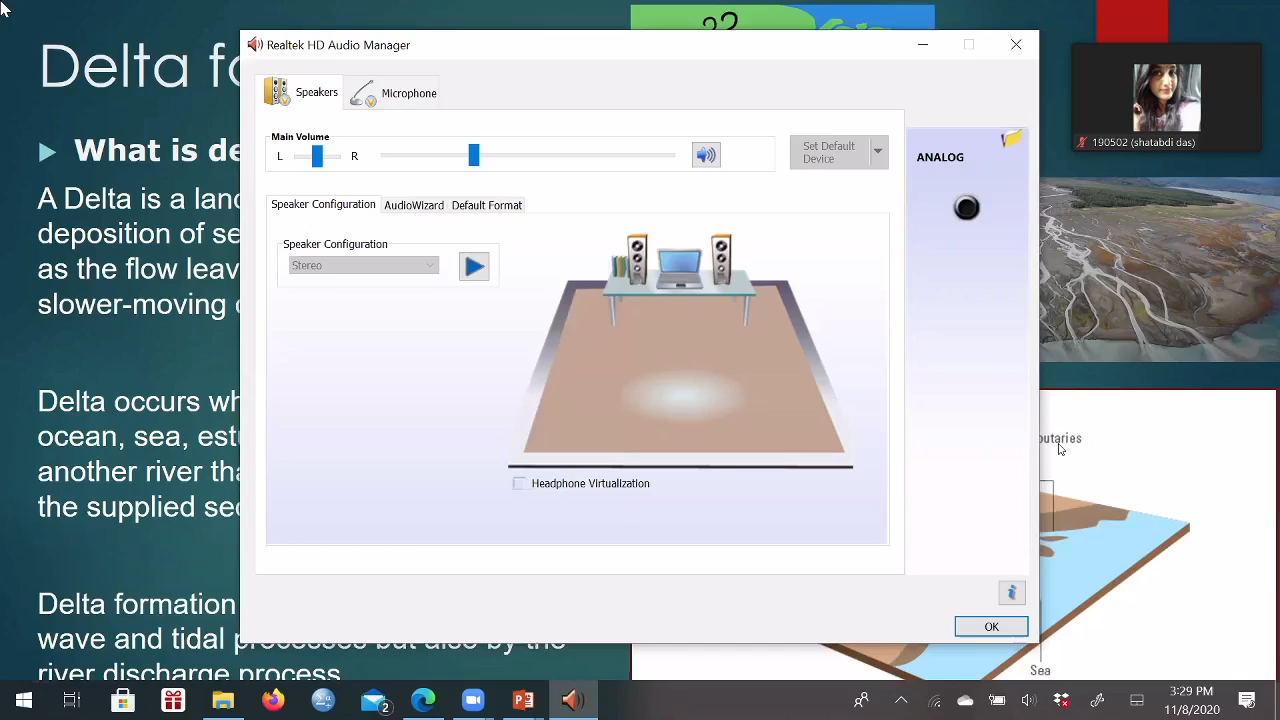 Delta fo
22
Realtek HD Audio Manager
Speakers
Microphone
190502 (shatabdi das)
Main Volume
L
R
Set Default
Device
ANALOG
What is de
A Delta is a land
deposition of se
as the flow leav
slower-moving o
Speaker Configuration
AudioWizard
Default Format
Speaker Configuration
Stereo
Headphone Virtualization
Delta occurs wh
ocean, sea, estu
another river tha
the supplied sec
butaries
OK
Delta formation
wave and tidal processes but also by the
river discharge process
Sea
2
3:29 PM
11/8/2020